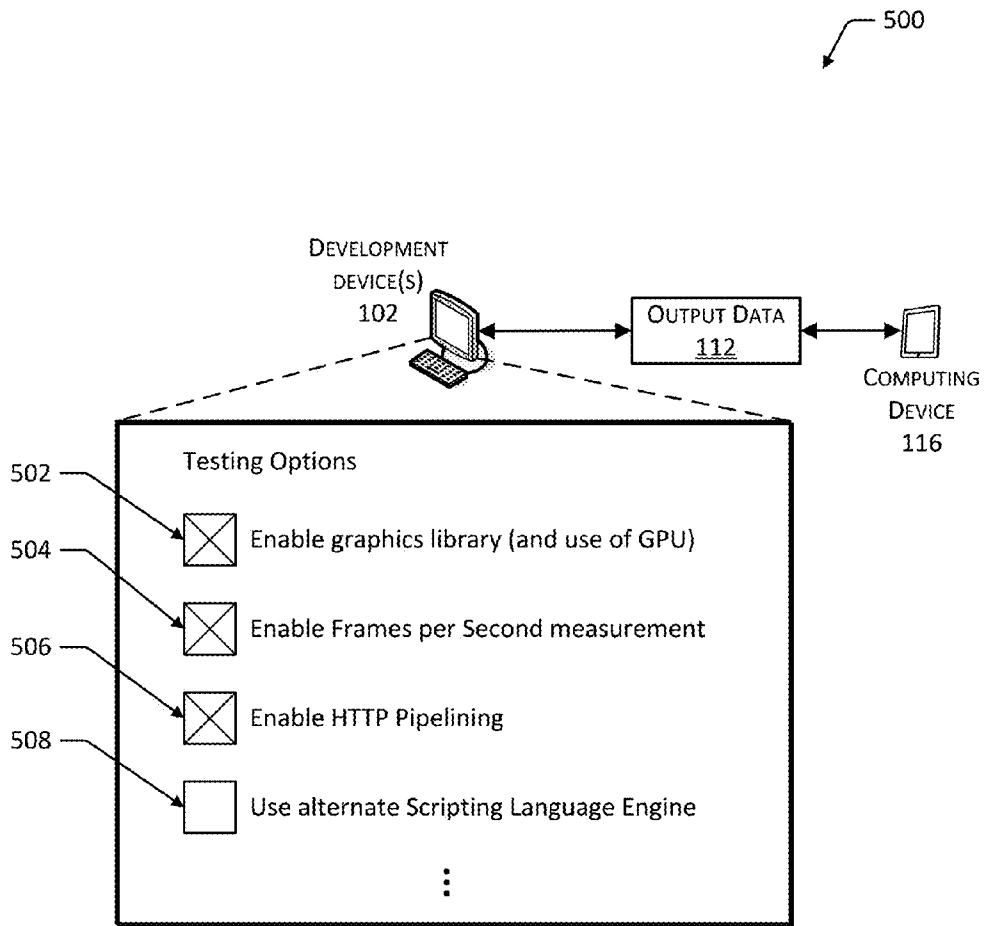 500
DEVELOPMENT
DEVICE(S)
102
OUTPUT DATA
112
COMPUTING
DEVICE
116
Testing Options
502
Enable graphics library (and use of GPU)
504
Enable Frames per Second measurement
506
Enable HTTP Pipelining
508
Use alternate Scripting Language Engine
⋮